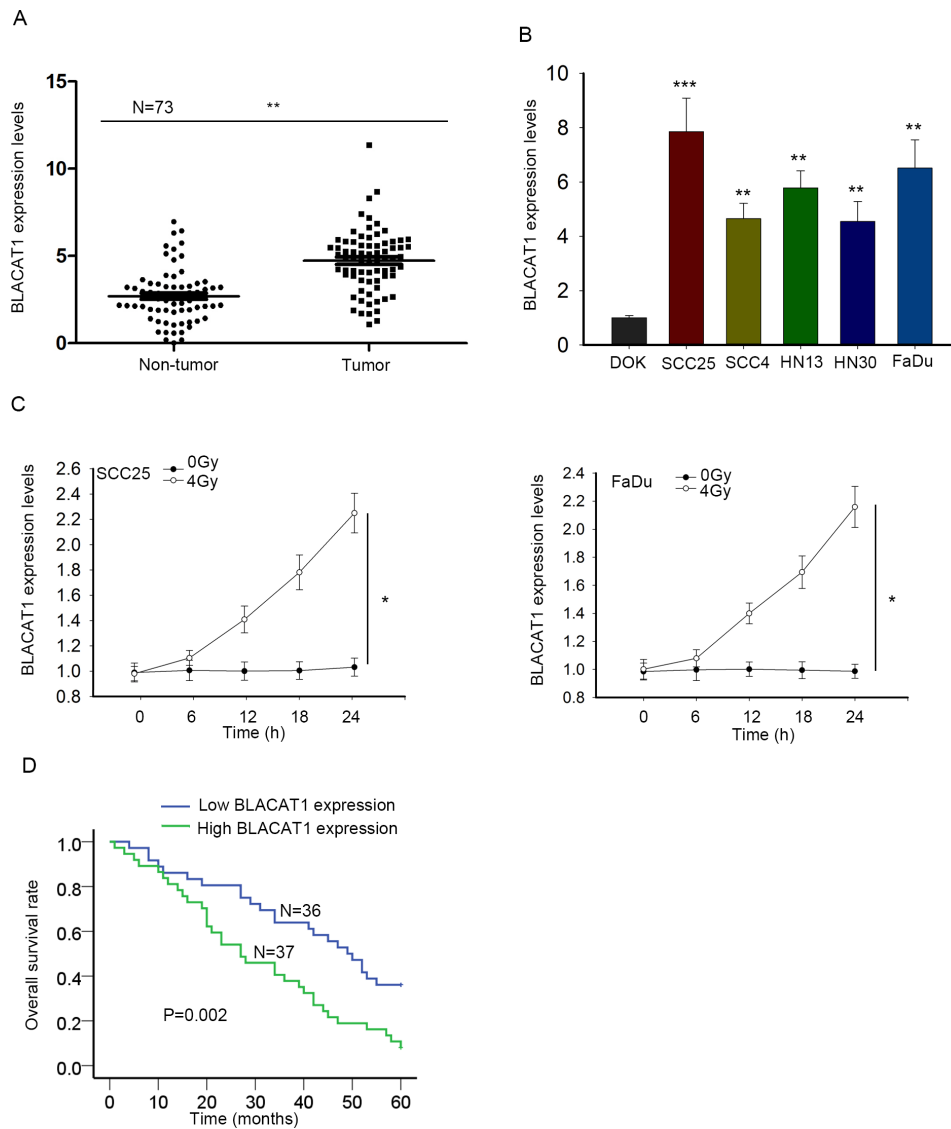 A
BLACAT1 expression levels
15
10
5
0
N=73
**
Non-tumor
Tumor
B
BLACAT1 expression levels
10
8
6
4
2
0
***
**
**
**
**
DOK
SCC25
SCC4
HN13
HN30
FaDu
C
SCC25
0Gy
4Gy
BLACAT1 expression levels
2.6
2.4
2.2
2.0
1.8
1.6
1.4
1.2
1.0
0.8
*
0 6 12 18 24
Time (h)
FaDu
0Gy
4Gy
BLACAT1 expression levels
2.4
2.2
2.0
1.8
1.6
1.4
1.2
1.0
0.8
*
0 6 12 18 24
Time (h)
D
Low BLACAT1 expression
High BLACAT1 expression
Overall survival rate
1.0
0.8
0.6
0.4
0.2
0.0
N=36
N=37
P=0.002
0 10 20 30 40 50 60
Time (months)